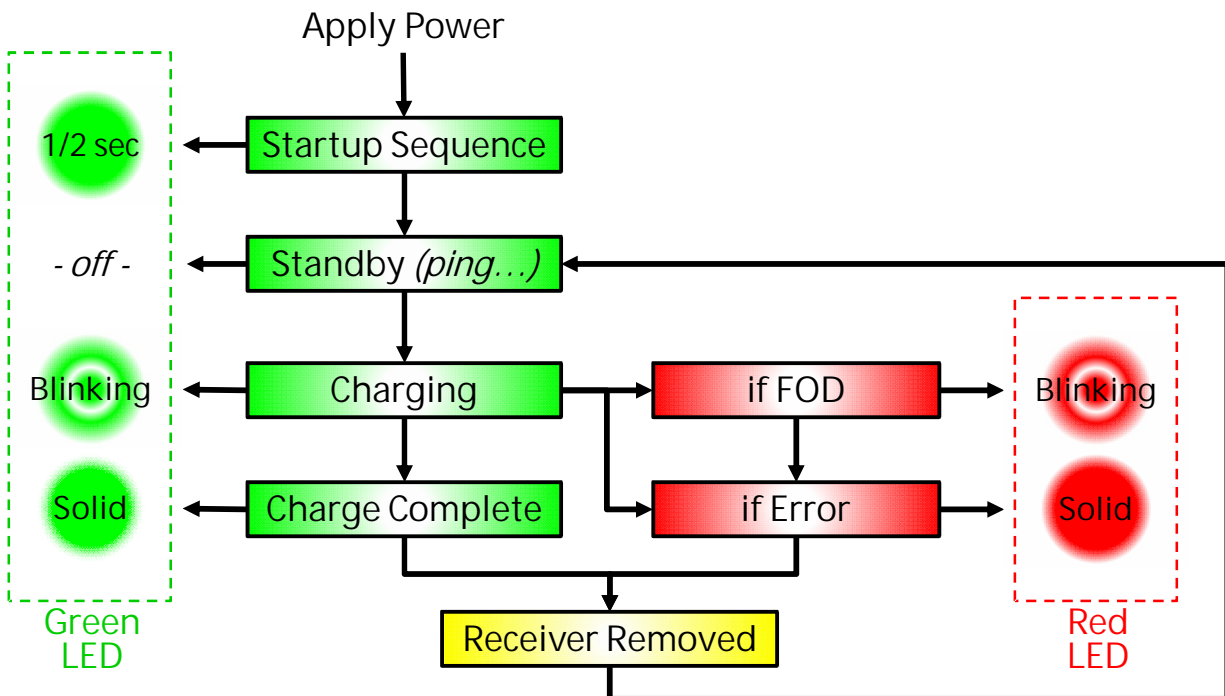 Apply Power
1/2 sec
Startup Sequence
- off -
Standby (ping...)
Blinking
Charging
if FOD
Blinking
Solid
Charge Complete
if Error
Solid
Green
LED
Receiver Removed
Red
LED